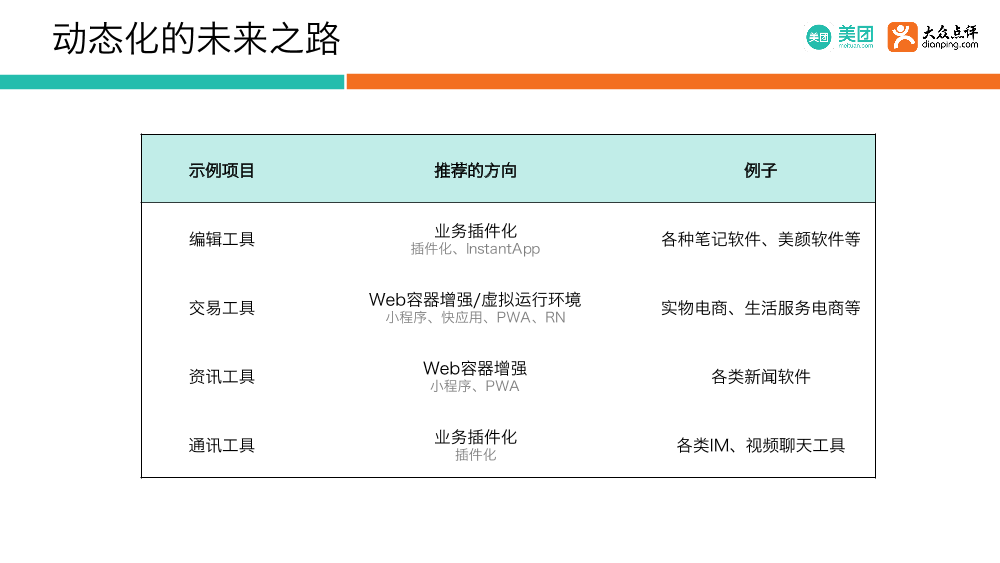 动态化的未来之路
美团
美团
meituan.com
大众点评
dianping.com
示例项目
推荐的方向
例子
编辑工具
业务插件化
插件化、InstantApp
各种笔记软件、美颜软件等
交易工具
Web容器增强/虚拟运行环境
小程序、快应用、PWA、RN
实物电商、生活服务电商等
资讯工具
Web容器增强
小程序、PWA
各类新闻软件
通讯工具
业务插件化
插件化
各类IM、视频聊天工具